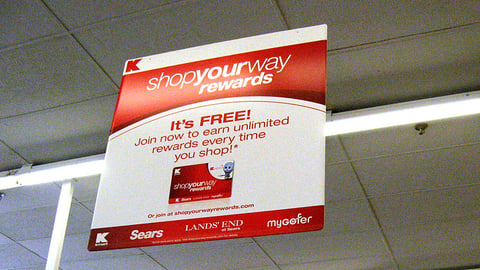 K
shopyourway
rewards
It's FREE!
Join now to earn unlimited
rewards every time
you shop!*
shopyourway
rewards
Sears
Or join at shopyourwayrewards.com
K Sears LANDS' END mygofer
at Sears